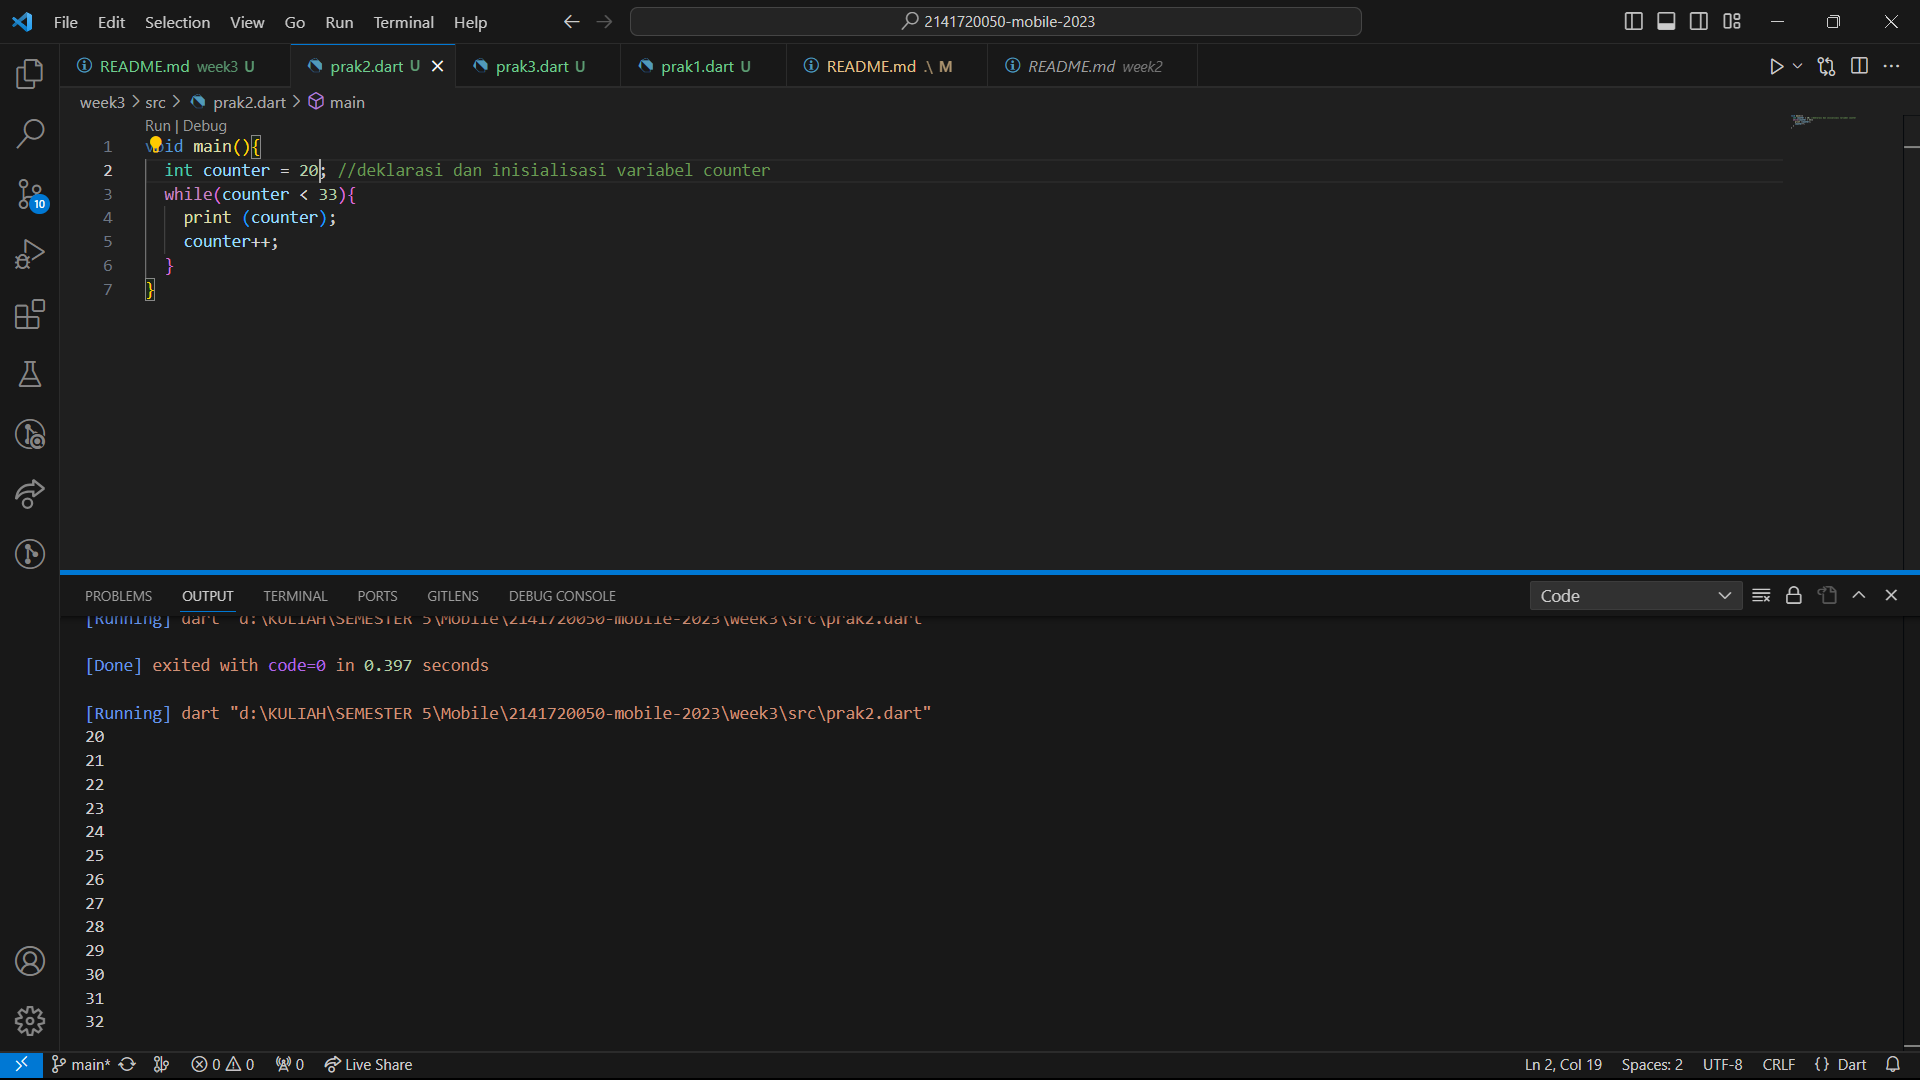 File Edit Selection View Go Run Terminal Help
2141720050-mobile-2023
README.md week3 U
prak2.dart U
prak3.dart U
prak1.dart U
README.md .\ M
README.md week2
week3 > src > prak2.dart > main
Run | Debug
1 void main(){
2 int counter = 20; //deklarasi dan inisialisasi variabel counter
3 while(counter < 33){
4 print (counter);
5 counter++;
6 }
7 }
10
PROBLEMS OUTPUT TERMINAL PORTS GITLENS DEBUG CONSOLE
Code
[Running] dart "d:\KULIAH\SEMESTER 5\Mobile\2141720050-mobile-2023\week3\src\prak2.dart"
[Done] exited with code=0 in 0.397 seconds
[Running] dart "d:\KULIAH\SEMESTER 5\Mobile\2141720050-mobile-2023\week3\src\prak2.dart"
20
21
22
23
24
25
26
27
28
29
30
31
32
main* 0 0 0 Live Share
Ln 2, Col 19 Spaces: 2 UTF-8 CRLF {} Dart